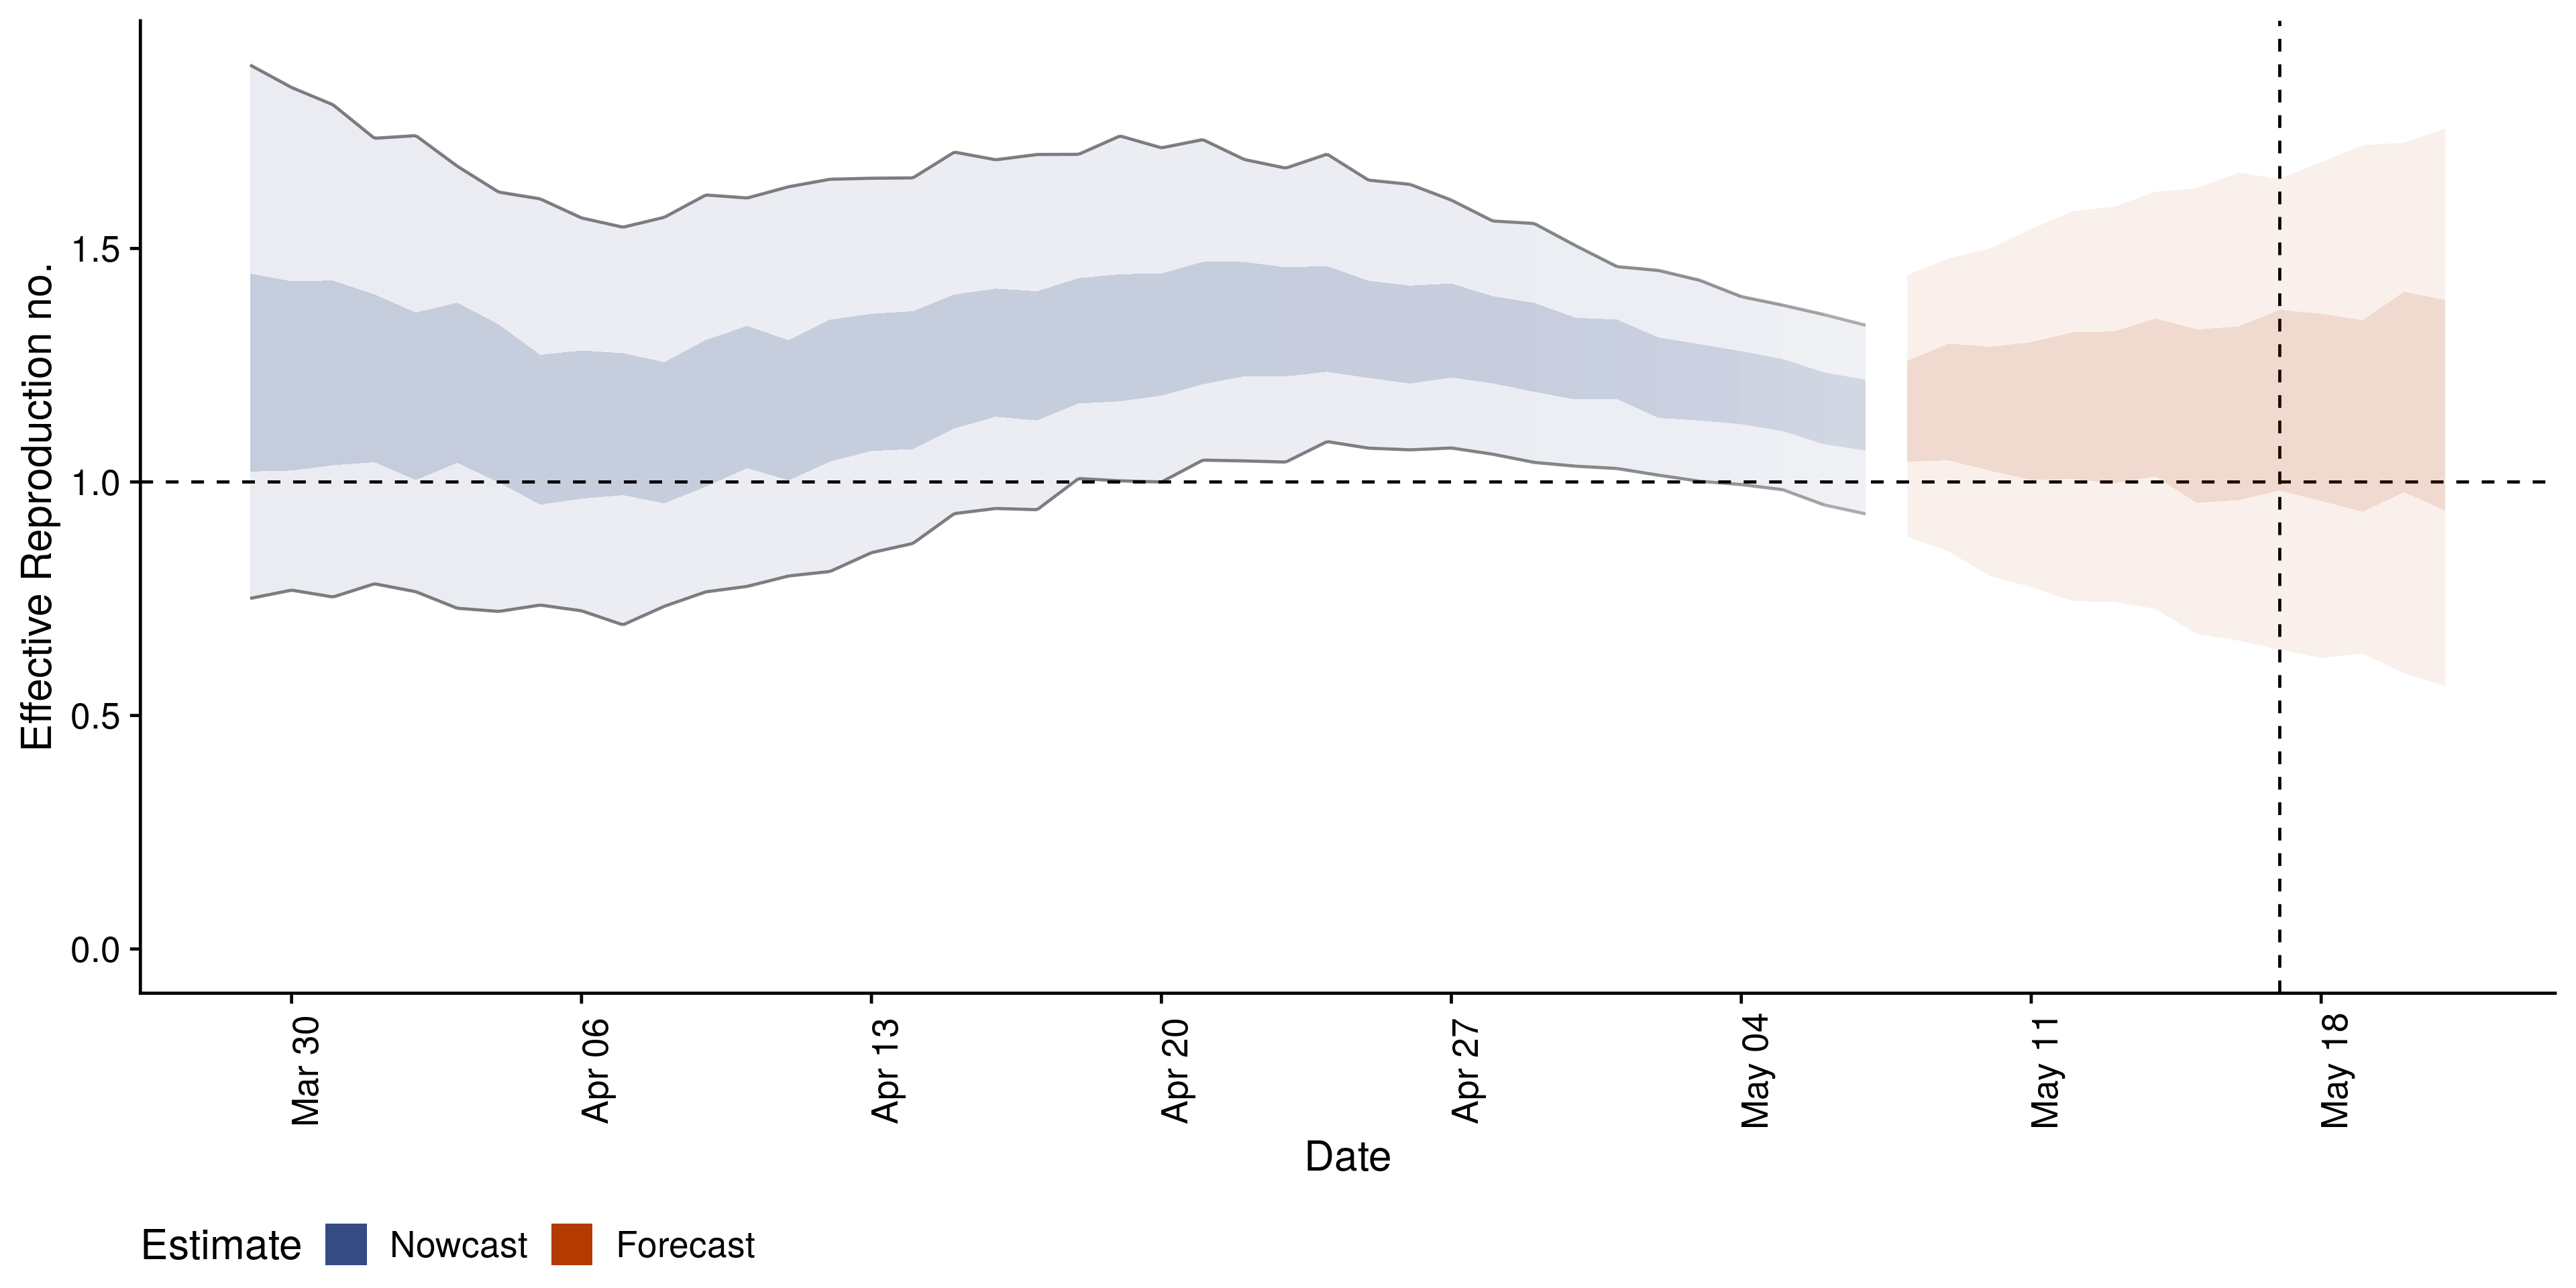 Effective Reproduction no.
1.5
1.0
0.5
0.0
Mar 30
Apr 06
Apr 13
Apr 20
Apr 27
May 04
May 11
May 18
Date
Estimate Nowcast Forecast